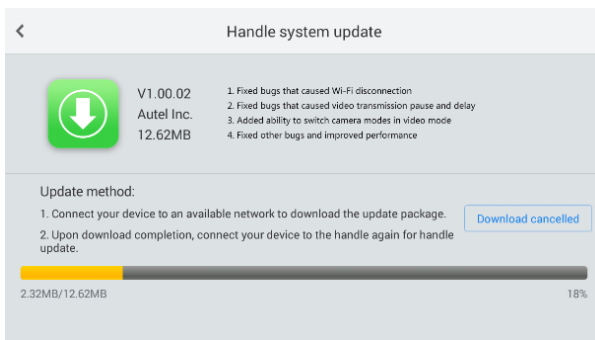 Handle system update
V1.00.02
Autel Inc.
12.62MB
1. Fixed bugs that caused Wi-Fi disconnection
2. Fixed bugs that caused video transmission pause and delay
3. Added ability to switch camera modes in video mode
4. Fixed other bugs and improved performance
Update method:
1. Connect your device to an available network to download the update package.
2. Upon download completion, connect your device to the handle again for handle
update.
Download cancelled
2.32MB/12.62MB
18%